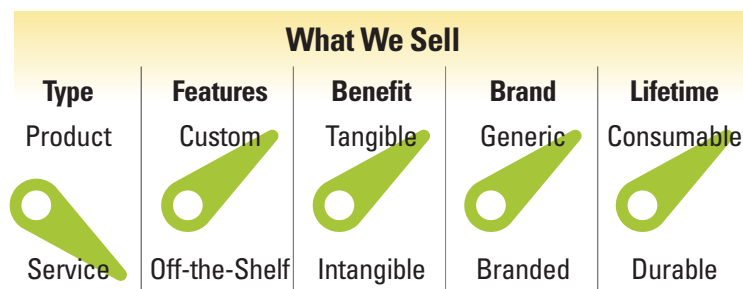 What We Sell
Type Features Benefit Brand Lifetime
Product Custom Tangible Generic Consumable
Service Off-the-Shelf Intangible Branded Durable